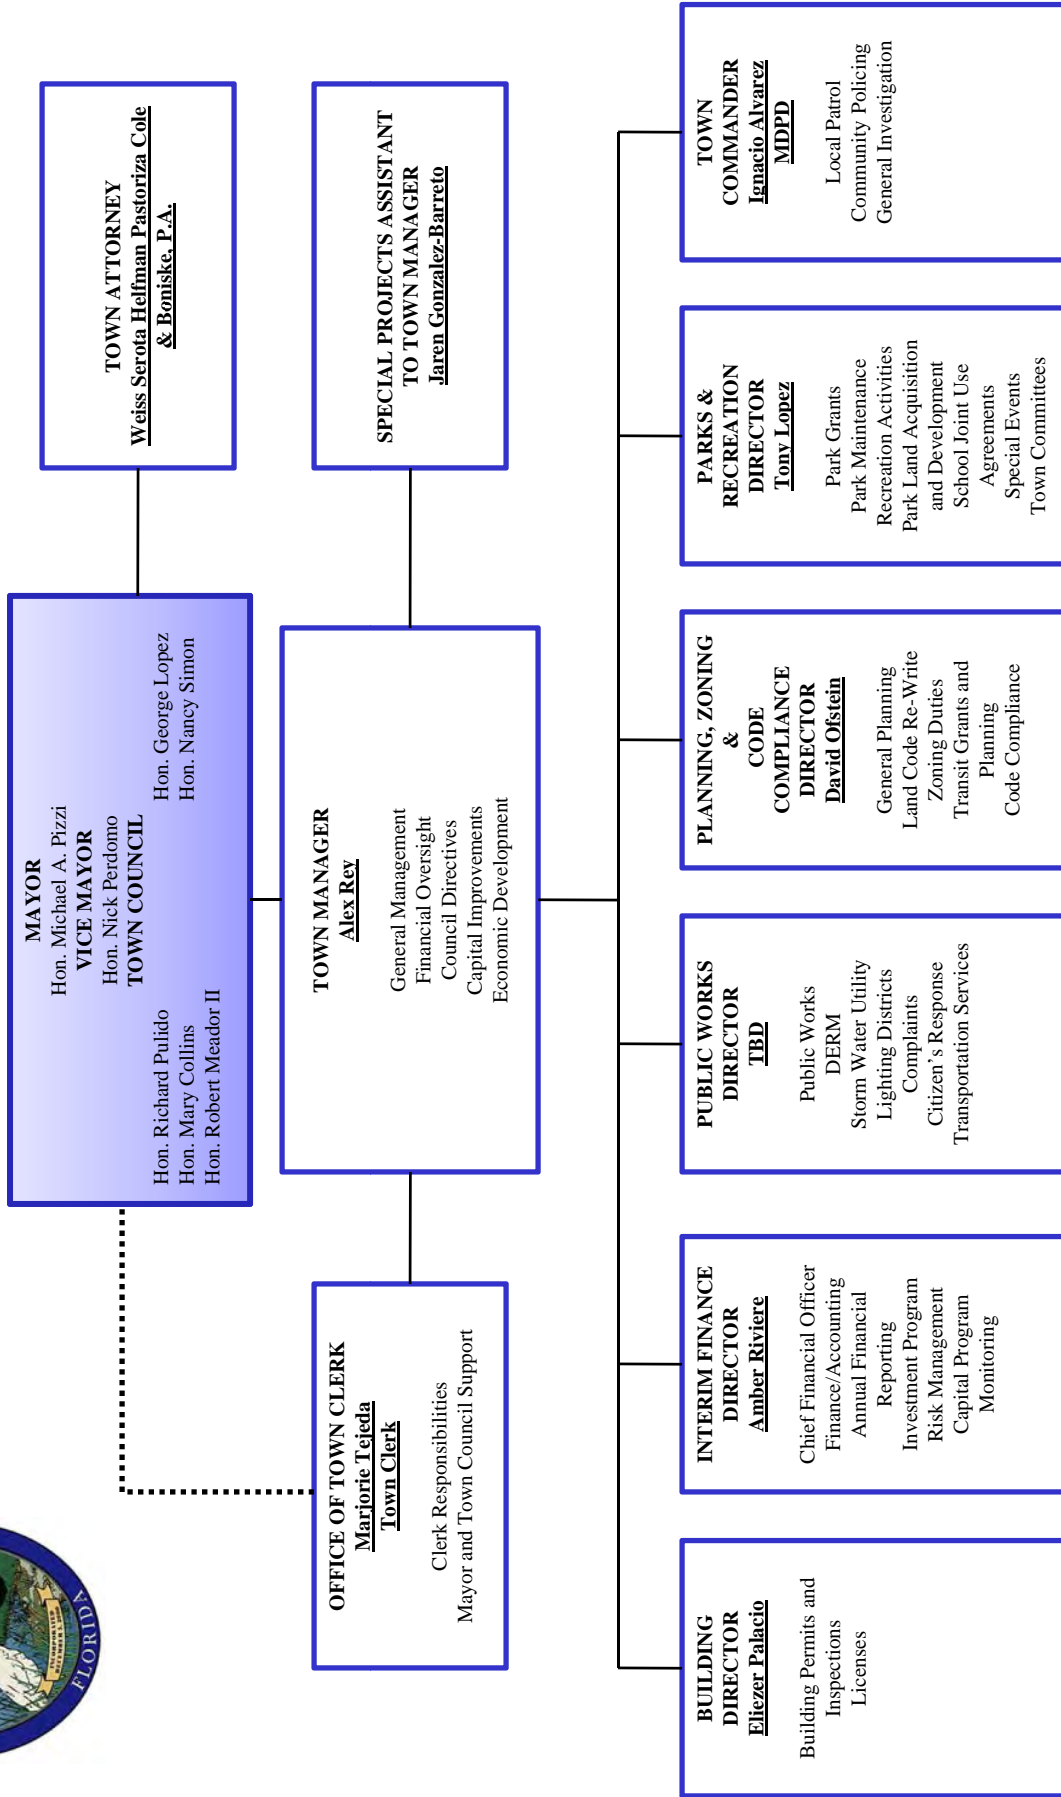 FLORIDA
MAYOR
Hon. Michael A. Pizzi
VICE MAYOR
Hon. Nick Perdomo
TOWN COUNCIL
Hon. Richard Pulido
Hon. Mary Collins
Hon. Robert Meador II
Hon. George Lopez
Hon. Nancy Simon
TOWN ATTORNEY
Weiss Serota Helfman Pastoriza Cole
& Boniske, P.A.
OFFICE OF TOWN CLERK
Marjorie Tejeda
Town Clerk
Clerk Responsibilities
Mayor and Town Council Support
TOWN MANAGER
Alex Rey
General Management
Financial Oversight
Council Directives
Capital Improvements
Economic Development
SPECIAL PROJECTS ASSISTANT
TO TOWN MANAGER
Jaren Gonzalez-Barreto
BUILDING
DIRECTOR
Eliezer Palacio
Building Permits and
Inspections
Licenses
INTERIM FINANCE
DIRECTOR
Amber Riviere
Chief Financial Officer
Finance/Accounting
Annual Financial
Reporting
Investment Program
Risk Management
Capital Program
Monitoring
PUBLIC WORKS
DIRECTOR
TBD
Public Works
DERM
Storm Water Utility
Lighting Districts
Complaints
Citizen's Response
Transportation Services
PLANNING, ZONING
&
CODE
COMPLIANCE
DIRECTOR
David Ofstein
General Planning
Land Code Re-Write
Zoning Duties
Transit Grants and
Planning
Code Compliance
PARKS &
RECREATION
DIRECTOR
Tony Lopez
Park Grants
Park Maintenance
Recreation Activities
Park Land Acquisition
and Development
School Joint Use
Agreements
Special Events
Town Committees
TOWN
COMMANDER
Ignacio Alvarez
MDPD
Local Patrol
Community Policing
General Investigation